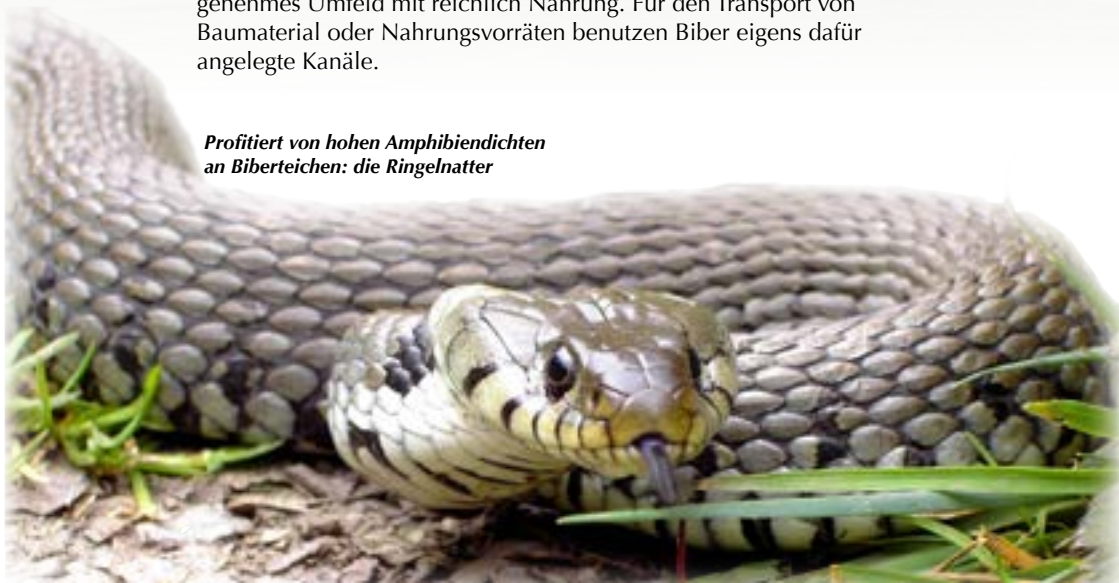 genehmes Umfeld mit reichlich Nahrung. Für den Transport von
Baumaterial oder Nahrungsvorräten benutzen Biber eigens dafür
angelegte Kanäle.
Profitiert von hohen Amphibiendichten
an Biberteichen: die Ringelnatter